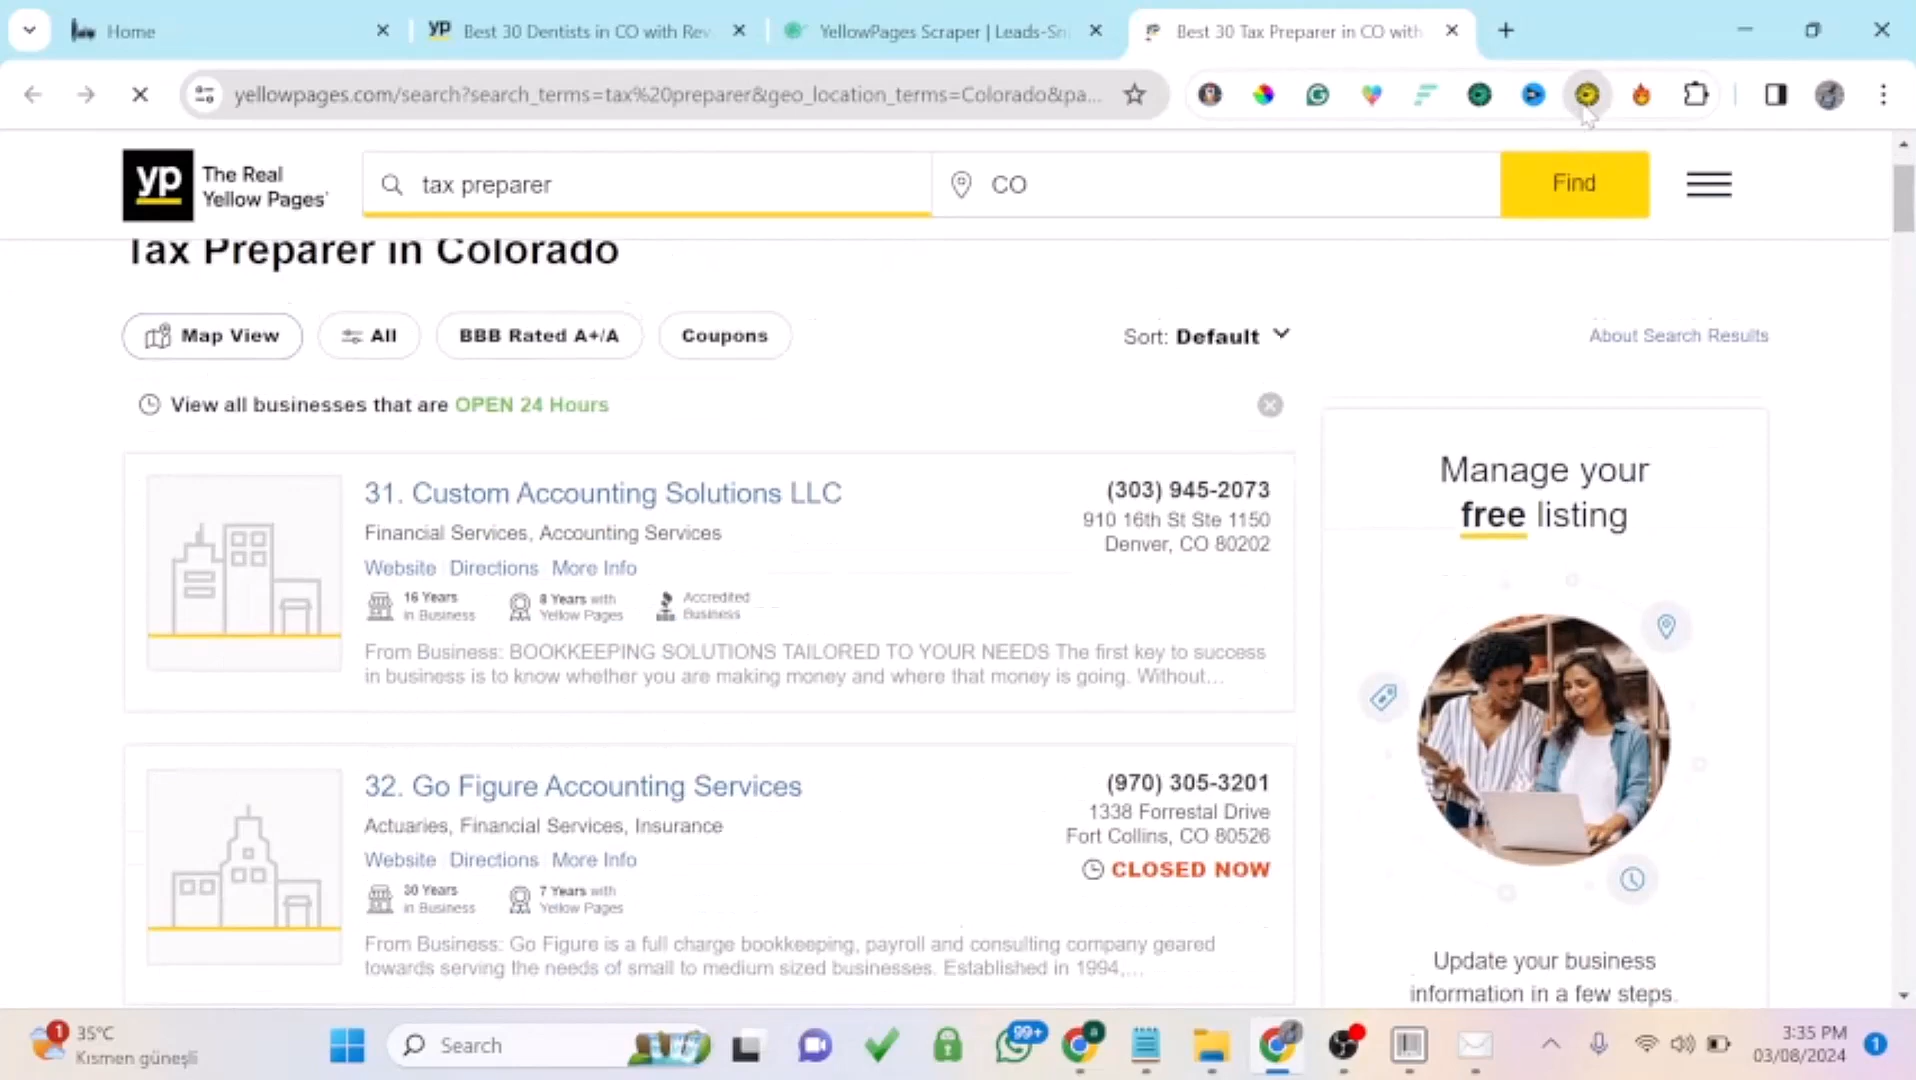 Home
YP Best 30 Dentists in CO with Rev
YellowPages Scraper | Leads-Sni
Best 30 Tax Preparer in CO with
yellowpages.com/search?search_terms=tax%20preparer&geo_location_terms=Colorado&pa...
yp
The Real
Yellow Pages
tax preparer
CO
Find
Tax Preparer in Colorado
Map View
All
BBB Rated A+/A
Coupons
Sort: Default
About Search Results
View all businesses that are OPEN 24 Hours
31. Custom Accounting Solutions LLC
Financial Services, Accounting Services
Website Directions More Info
16 Years
in Business
8 Years with
Yellow Pages
Accredited
Business
From Business: BOOKKEEPING SOLUTIONS TAILORED TO YOUR NEEDS The first key to success
in business is to know whether you are making money and where that money is going. Without...
(303) 945-2073
910 16th St Ste 1150
Denver, CO 80202
32. Go Figure Accounting Services
Actuaries, Financial Services, Insurance
Website Directions More Info
30 Years
in Business
7 Years with
Yellow Pages
From Business: Go Figure is a full charge bookkeeping, payroll and consulting company geared
towards serving the needs of small to medium sized businesses. Established in 1994,...
(970) 305-3201
1338 Forrestal Drive
Fort Collins, CO 80526
CLOSED NOW
Manage your
free listing
Update your business
information in a few steps.
1
35°C
Kısmen güneşli
Search
99+
a
3:35 PM
03/08/2024
1